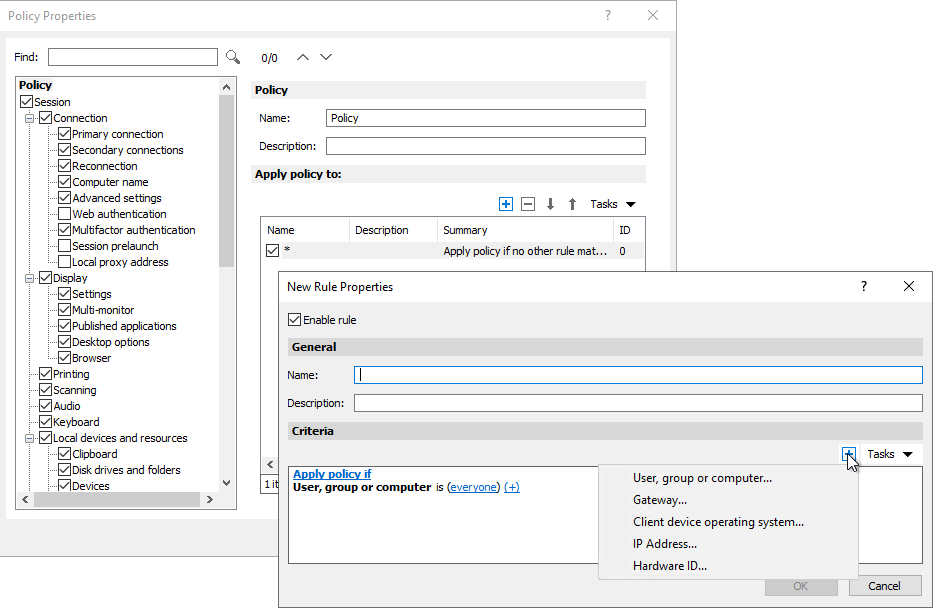 Policy Properties
?
Find:
0/0
Policy
Session
Connection
Primary connection
Secondary connections
Reconnection
Computer name
Advanced settings
Web authentication
Multifactor authentication
Session prelaunch
Local proxy address
Display
Settings
Multi-monitor
Published applications
Desktop options
Browser
Printing
Scanning
Audio
Keyboard
Local devices and resources
Clipboard
Disk drives and folders
Devices
Policy
Name: Policy
Description:
Apply policy to:
Tasks
Name Description Summary ID
* Apply policy if no other rule mat... 0
1 it
New Rule Properties
?
Enable rule
General
Name:
Description:
Criteria
Tasks
Apply policy if
User, group or computer is (everyone) (+)
User, group or computer...
Gateway...
Client device operating system...
IP Address...
Hardware ID...
OK Cancel